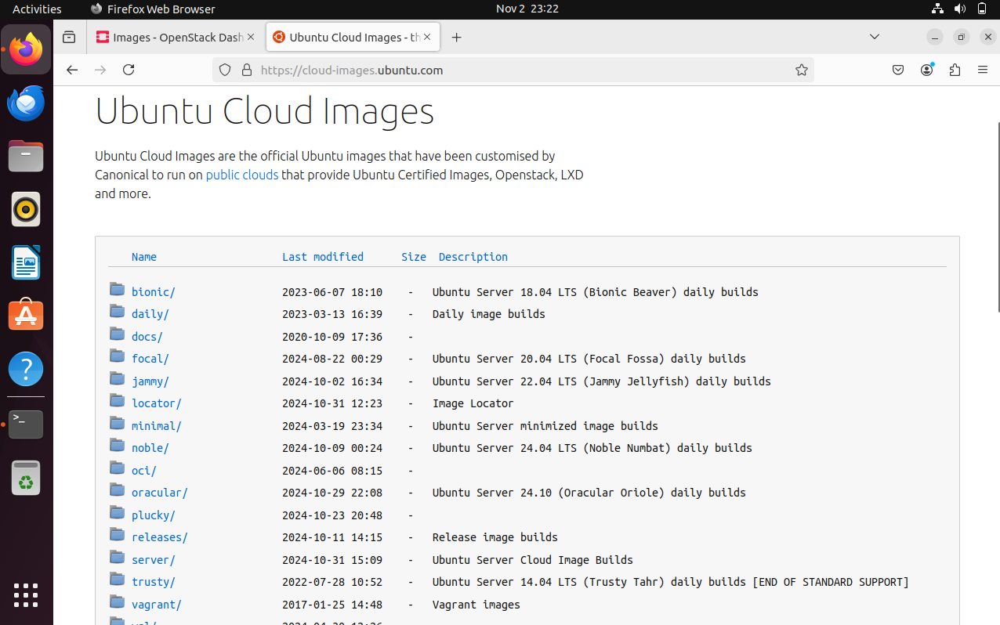 Activities Firefox Web Browser Nov 2 23:22
Images - OpenStack Dash Ubuntu Cloud Images - th
https://cloud-images.ubuntu.com
Ubuntu Cloud Images
Ubuntu Cloud Images are the official Ubuntu images that have been customised by
Canonical to run on public clouds that provide Ubuntu Certified Images, Openstack, LXD
and more.
Name Last modified Size Description
bionic/ 2023-06-07 18:10 - Ubuntu Server 18.04 LTS (Bionic Beaver) daily builds
daily/ 2023-03-13 16:39 - Daily image builds
docs/ 2020-10-09 17:36 -
focal/ 2024-08-22 00:29 - Ubuntu Server 20.04 LTS (Focal Fossa) daily builds
jammy/ 2024-10-02 16:34 - Ubuntu Server 22.04 LTS (Jammy Jellyfish) daily builds
locator/ 2024-10-31 12:23 - Image Locator
minimal/ 2024-03-19 23:34 - Ubuntu Server minimized image builds
noble/ 2024-10-09 00:24 - Ubuntu Server 24.04 LTS (Noble Numbat) daily builds
oci/ 2024-06-06 08:15 -
oracular/ 2024-10-29 22:08 - Ubuntu Server 24.10 (Oracular Oriole) daily builds
plucky/ 2024-10-23 20:48 -
releases/ 2024-10-11 14:15 - Release image builds
server/ 2024-10-31 15:09 - Ubuntu Server Cloud Image Builds
trusty/ 2022-07-28 10:52 - Ubuntu Server 14.04 LTS (Trusty Tahr) daily builds [END OF STANDARD SUPPORT]
vagrant/ 2017-01-25 14:48 - Vagrant images